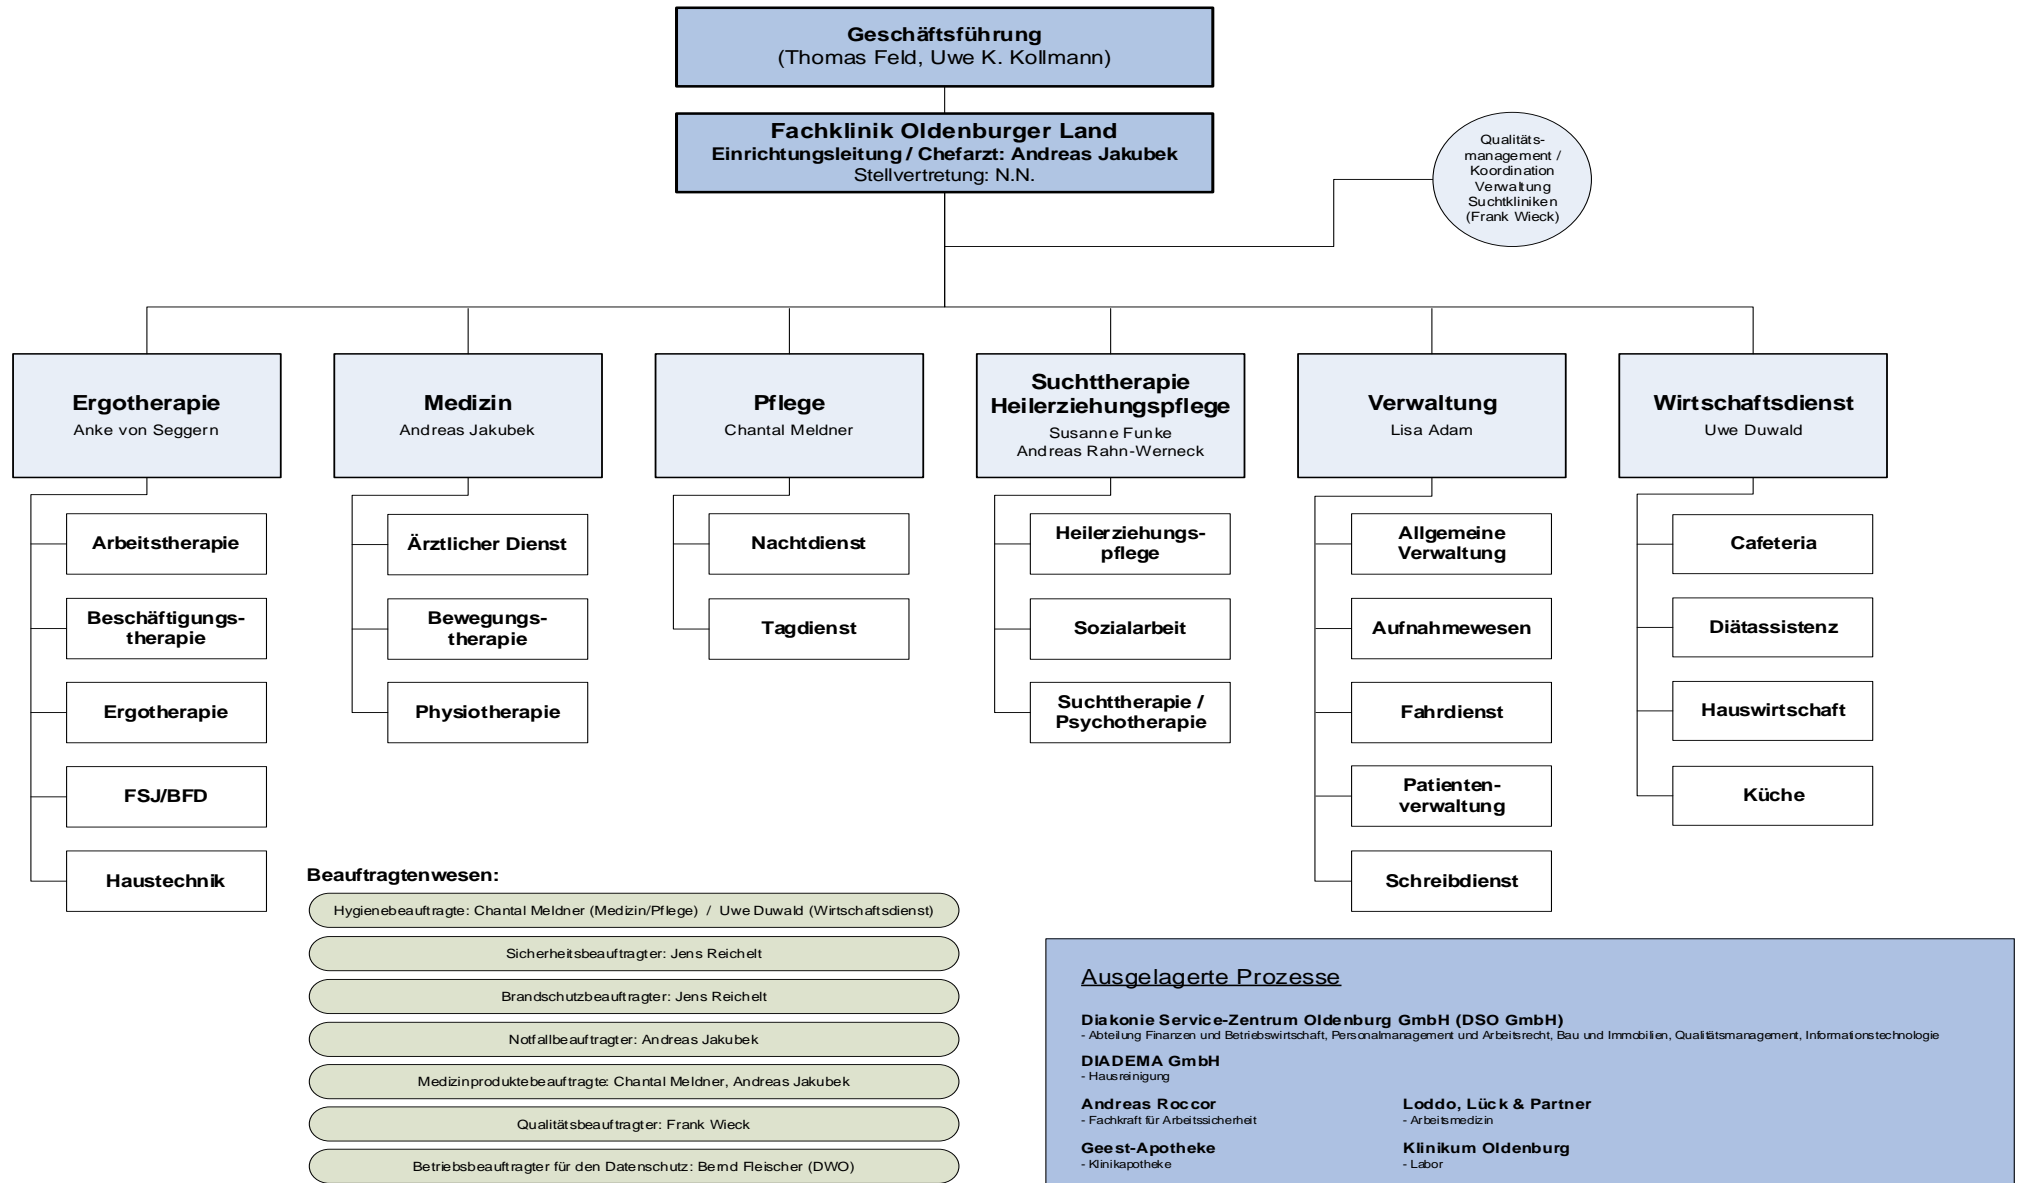 Geschäftsführung
(Thomas Feld, Uwe K. Kollmann)
Fachklinik Oldenburger Land
Einrichtungsleitung / Chefarzt: Andreas Jakubek
Stellvertretung: N.N.
Qualitäts-
management /
Koordination
Verwaltung
Suchtkliniken
(Frank Wieck)
Ergotherapie
Anke von Seggern
Medizin
Andreas Jakubek
Pflege
Chantal Meldner
Suchttherapie
Heilerziehungspflege
Susanne Funke
Andreas Rahn-Werneck
Verwaltung
Lisa Adam
Wirtschaftsdienst
Uwe Duwald
Arbeitstherapie
Beschäftigungs-
therapie
Ergotherapie
FSJ/BFD
Haustechnik
Ärztlicher Dienst
Bewegungs-
therapie
Physiotherapie
Nachtdienst
Tagdienst
Heilerziehungs-
pflege
Sozialarbeit
Suchttherapie /
Psychotherapie
Allgemeine
Verwaltung
Aufnahmewesen
Fahrdienst
Patienten-
verwaltung
Schreibdienst
Cafeteria
Diätassistenz
Hauswirtschaft
Küche
Beauftragtenwesen:
Hygienebeauftragte: Chantal Meldner (Medizin/Pflege) / Uwe Duwald (Wirtschaftsdienst)
Sicherheitsbeauftragter: Jens Reichelt
Brandschutzbeauftragter: Jens Reichelt
Notfallbeauftragter: Andreas Jakubek
Medizinproduktebeauftragte: Chantal Meldner, Andreas Jakubek
Qualitätsbeauftragter: Frank Wieck
Betriebsbeauftragter für den Datenschutz: Bernd Fleischer (DWO)
Ausgelagerte Prozesse
Diakonie Service-Zentrum Oldenburg GmbH (DSO GmbH)
- Abteilung Finanzen und Betriebswirtschaft, Personalmanagement und Arbeitsrecht, Bau und Immobilien, Qualitätsmanagement, Informationstechnologie
DIADEMA GmbH
- Hausreinigung
Andreas Roccor
- Fachkraft für Arbeitssicherheit
Loddo, Lück & Partner
- Arbeitsmedizin
Geest-Apotheke
- Klinikapotheke
Klinikum Oldenburg
- Labor